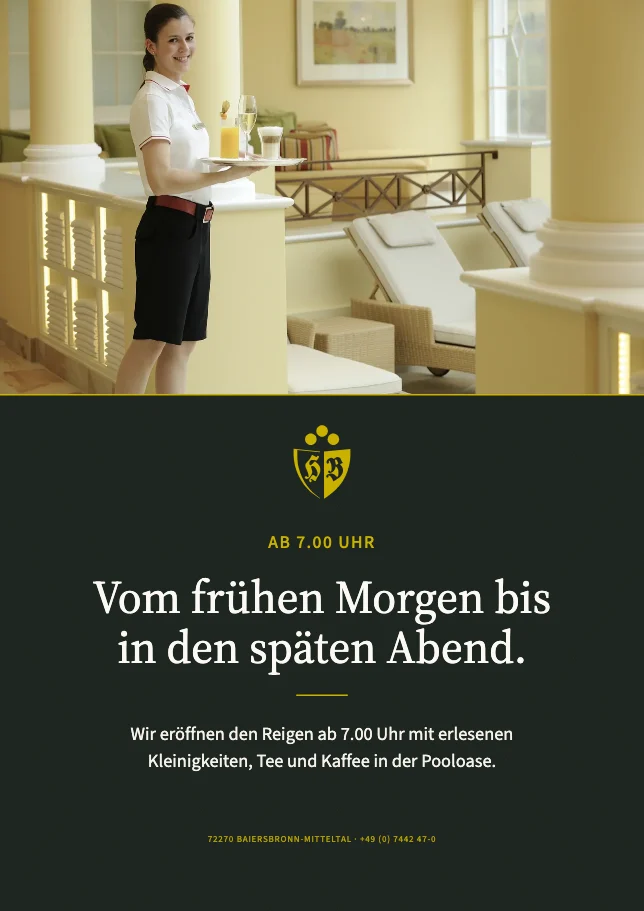 HB
AB 7.00 UHR
Vom frühen Morgen bis
in den späten Abend.
Wir eröffnen den Reigen ab 7.00 Uhr mit erlesenen
Kleinigkeiten, Tee und Kaffee in der Pooloase.
72270 BAIERSBRONN-MITTELTAL · +49 (0) 7442 47-0